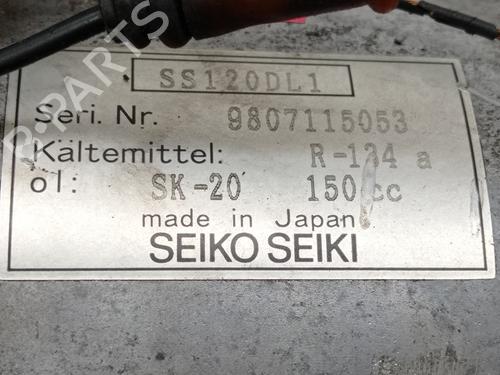 SS120DL1
Seri. Nr. 9807115053
Kältemittel: R-134 a
öl: SK-20 150 cc
made in Japan
SEIKO SEIKI
B-PARTS